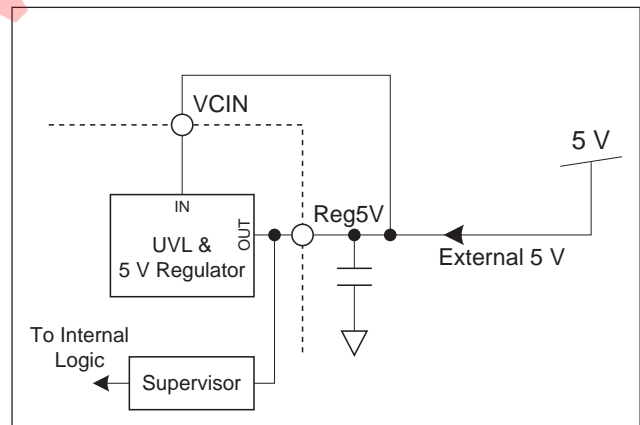 VCIN
5 V
IN
OUT
Reg5V
UVL &
5 V Regulator
External 5 V
To Internal
Logic
Supervisor